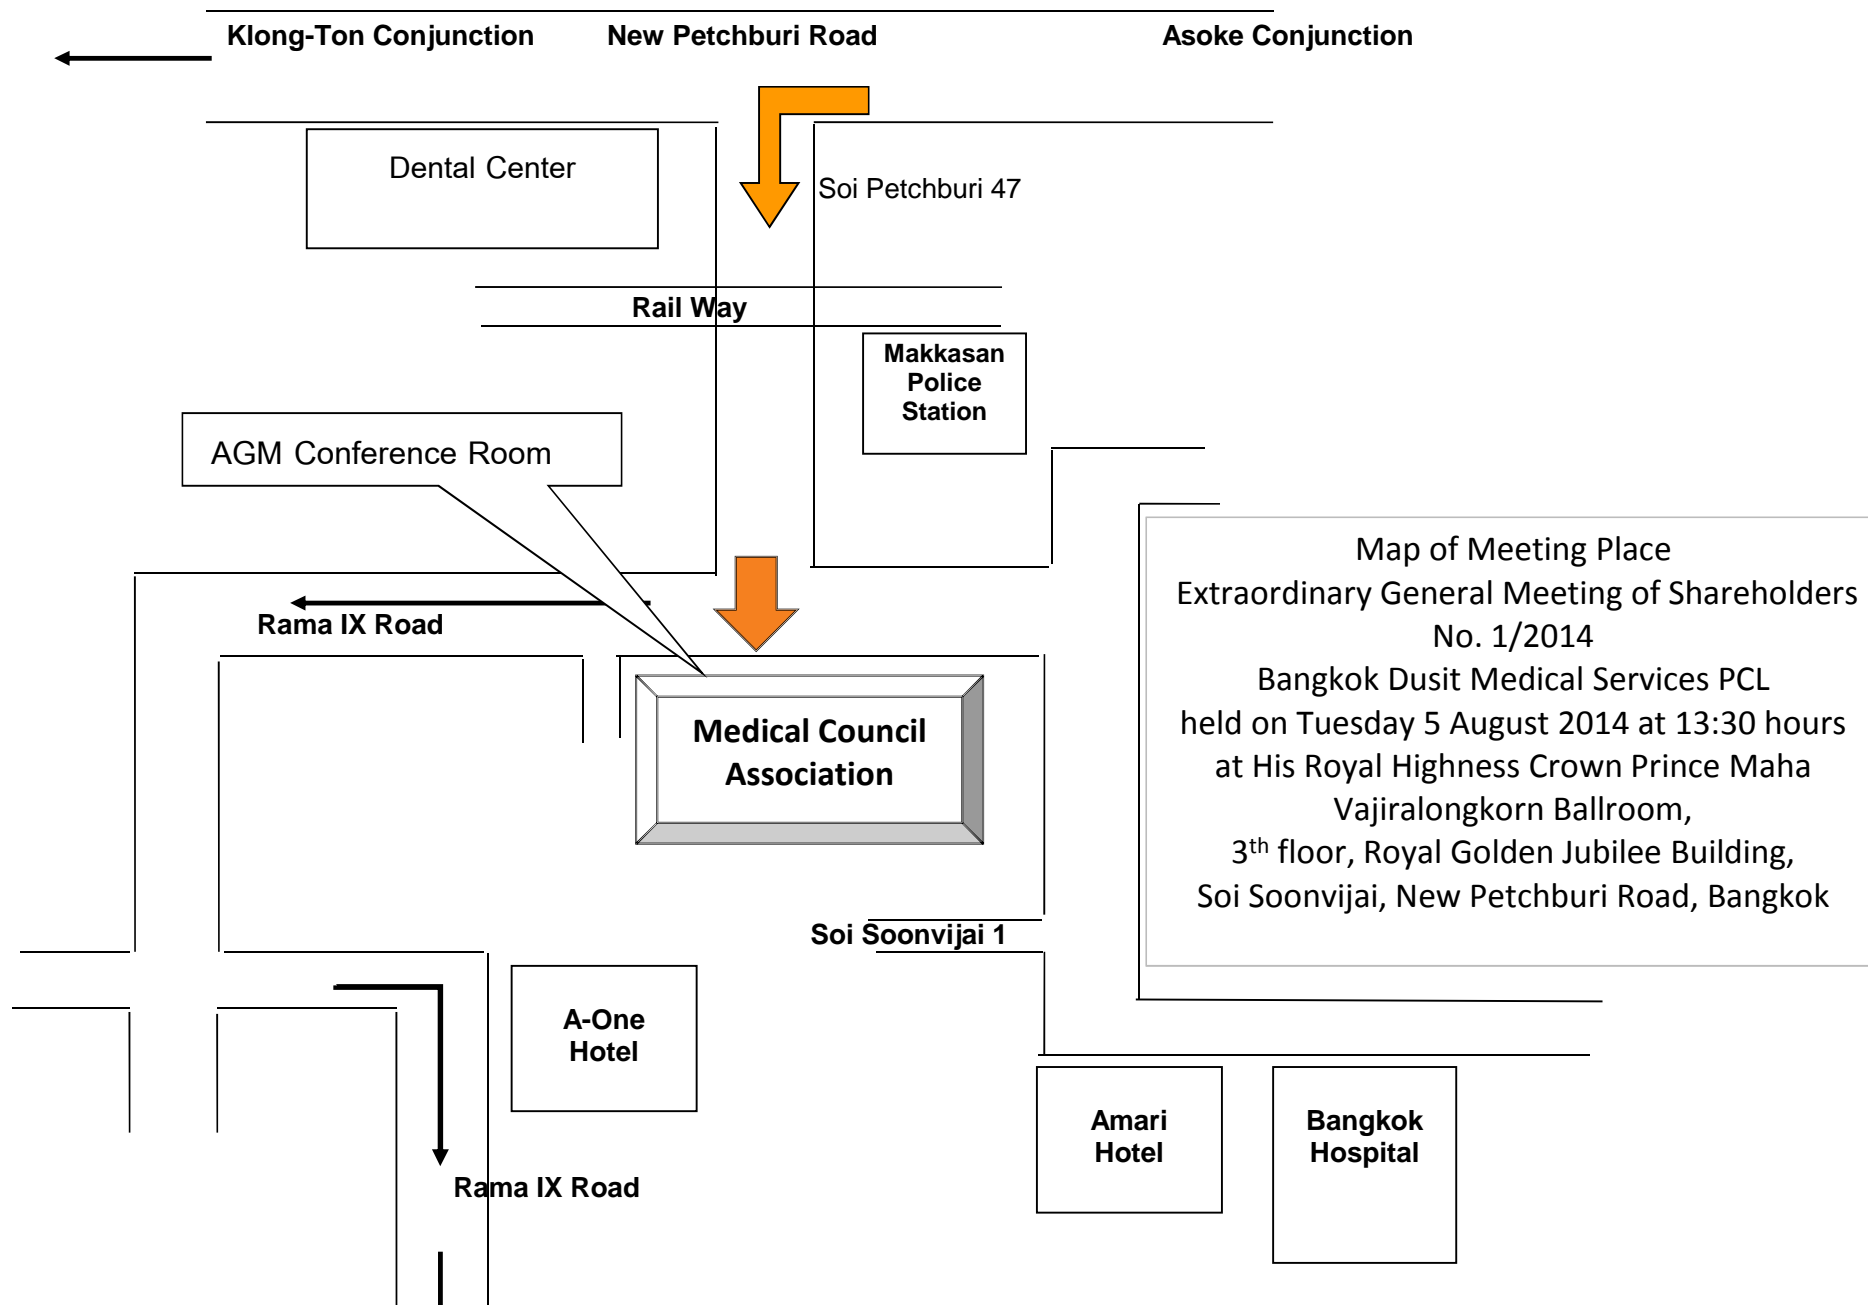 Klong-Ton Conjunction
New Petchburi Road
Asoke Conjunction
Dental Center
Soi Petchburi 47
Rail Way
Makkasan
Police
Station
AGM Conference Room
Map of Meeting Place
Extraordinary General Meeting of Shareholders
No. 1/2014
Bangkok Dusit Medical Services PCL
held on Tuesday 5 August 2014 at 13:30 hours
at His Royal Highness Crown Prince Maha
Vajiralongkorn Ballroom,
3th floor, Royal Golden Jubilee Building,
Soi Soonvijai, New Petchburi Road, Bangkok
Rama IX Road
Medical Council
Association
Soi Soonvijai 1
A-One
Hotel
Amari
Hotel
Bangkok
Hospital
Rama IX Road